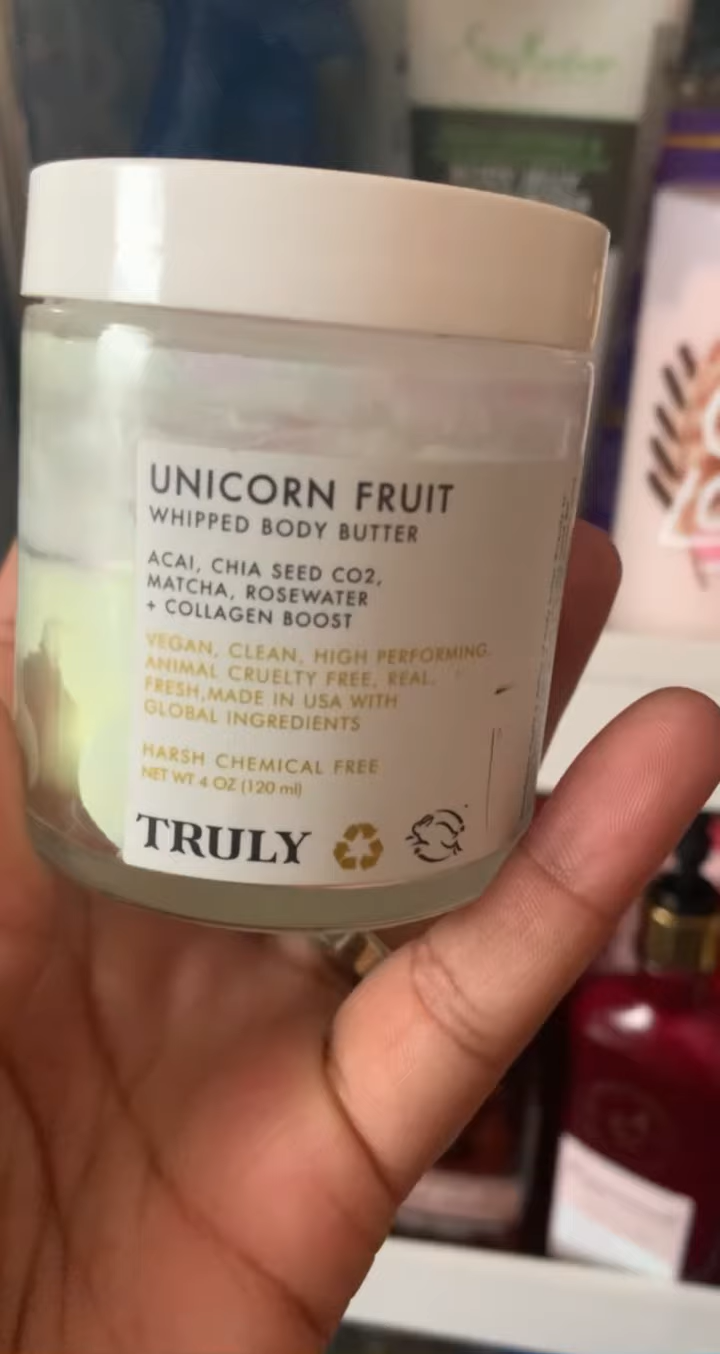 UNICORN FRUIT
WHIPPED BODY BUTTER
ACAI, CHIA SEED CO2,
MATCHA, ROSEWATER
+ COLLAGEN BOOST
VEGAN, CLEAN, HIGH PERFORMING,
ANIMAL CRUELTY FREE, REAL,
FRESH,MADE IN USA WITH
GLOBAL INGREDIENTS
HARSH CHEMICAL FREE
NET WT 4 OZ (120 ml)
TRULY